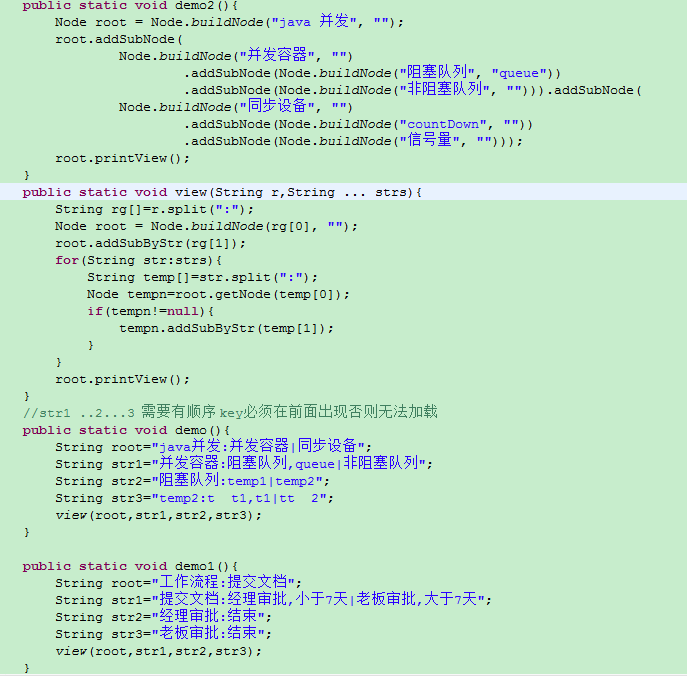 public static void demo2(){
    Node root = Node.buildNode("java 并发", "");
    root.addSubNode(
            Node.buildNode("并发容器", "")
                    .addSubNode(Node.buildNode("阻塞队列", "queue"))
                    .addSubNode(Node.buildNode("非阻塞队列", ""))).addSubNode(
            Node.buildNode("同步设备", "")
                    .addSubNode(Node.buildNode("countDown", ""))
                    .addSubNode(Node.buildNode("信号量", "")));
    root.printView();
}
public static void view(String r,String ... strs){
    String rg[]=r.split(":");
    Node root = Node.buildNode(rg[0], "");
    root.addSubByStr(rg[1]);
    for(String str:strs){
        String temp[]=str.split(":");
        Node tempn=root.getNode(temp[0]);
        if(tempn!=null){
            tempn.addSubByStr(temp[1]);
        }
    }
    root.printView();
}
//str1 ..2...3 需要有顺序 key必须在前面出现否则无法加载
public static void demo(){
    String root="java并发:并发容器|同步设备";
    String str1="并发容器:阻塞队列,queue|非阻塞队列";
    String str2="阻塞队列:temp1|temp2";
    String str3="temp2:t  t1,t1|tt  2";
    view(root,str1,str2,str3);
}
public static void demo1(){
    String root="工作流程:提交文档";
    String str1="提交文档:经理审批,小于7天|老板审批,大于7天";
    String str2="经理审批:结束";
    String str3="老板审批:结束";
    view(root,str1,str2,str3);
}